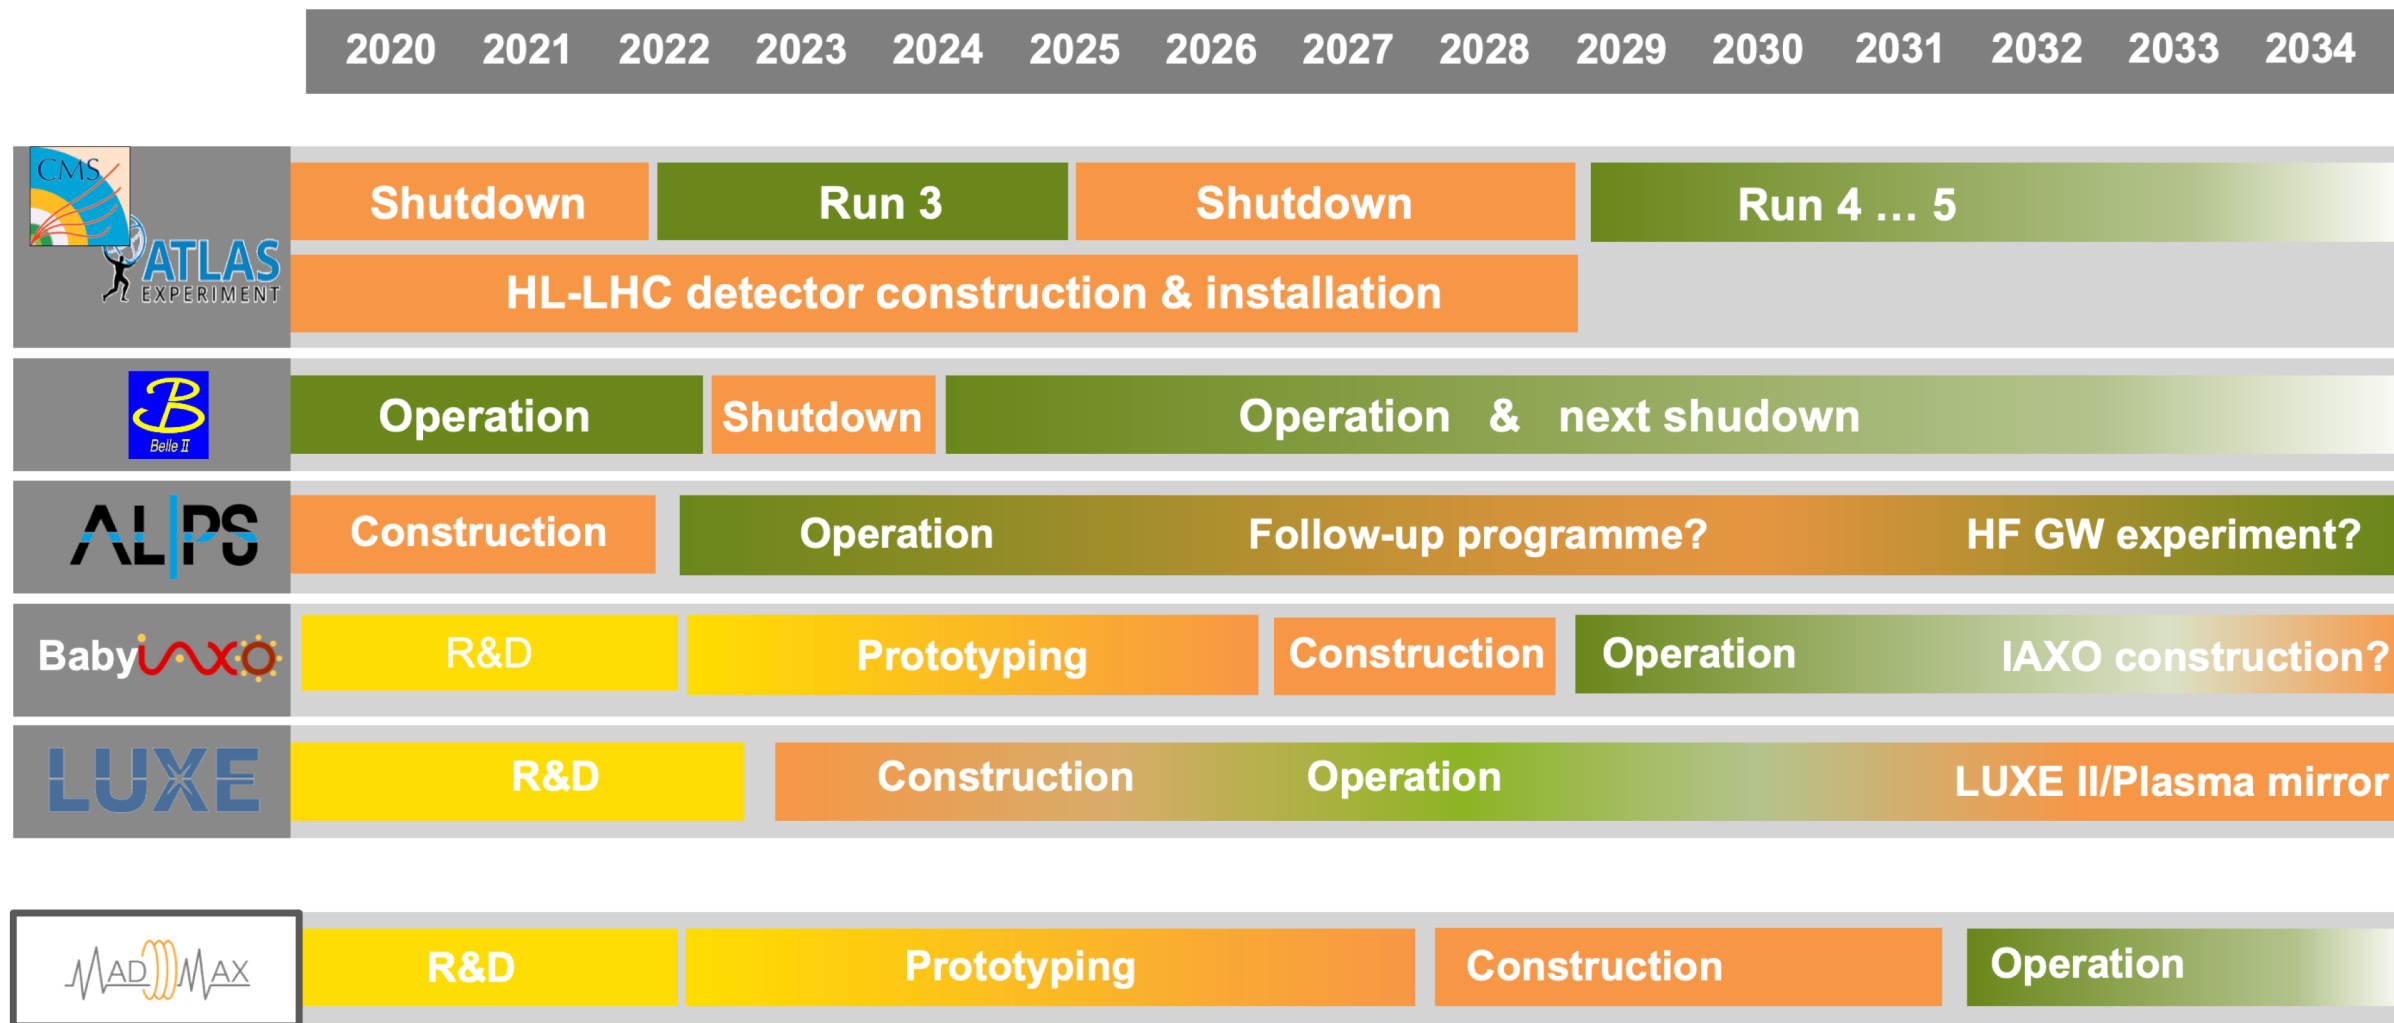 2020 2021 2022 2023 2024 2025 2026 2027 2028 2029 2030 2031 2032 2033 2034
CMS
ATLAS
EXPERIMENT
Shutdown Run 3 Shutdown Run 4 ... 5
HL-LHC detector construction & installation
B
Belle II
Operation Shutdown Operation & next shudown
ALPS
Construction Operation Follow-up programme? HF GW experiment?
Babyiaxo
R&D Prototyping Construction Operation IAXO construction?
LUXE
R&D Construction Operation LUXE II/Plasma mirror
MADMAX
R&D Prototyping Construction Operation